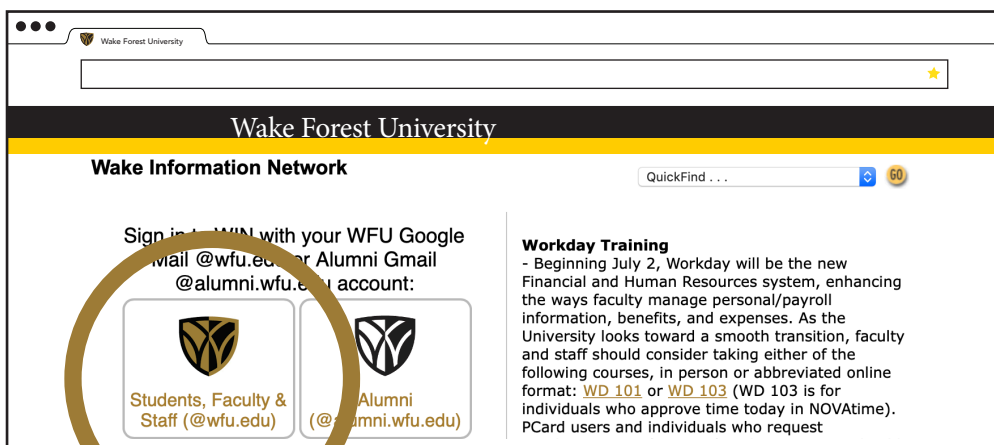 Wake Forest University
Wake Forest University
Wake Information Network
QuickFind . . .
GO
Sign in to WIN with your WFU Google
Mail @wfu.edu or Alumni Gmail
@alumni.wfu.edu account:
Students, Faculty &
Staff (@wfu.edu)
Alumni
(@alumni.wfu.edu)
Workday Training
- Beginning July 2, Workday will be the new
Financial and Human Resources system, enhancing
the ways faculty manage personal/payroll
information, benefits, and expenses. As the
University looks toward a smooth transition, faculty
and staff should consider taking either of the
following courses, in person or abbreviated online
format: WD 101 or WD 103 (WD 103 is for
individuals who approve time today in NOVAtime).
PCard users and individuals who request